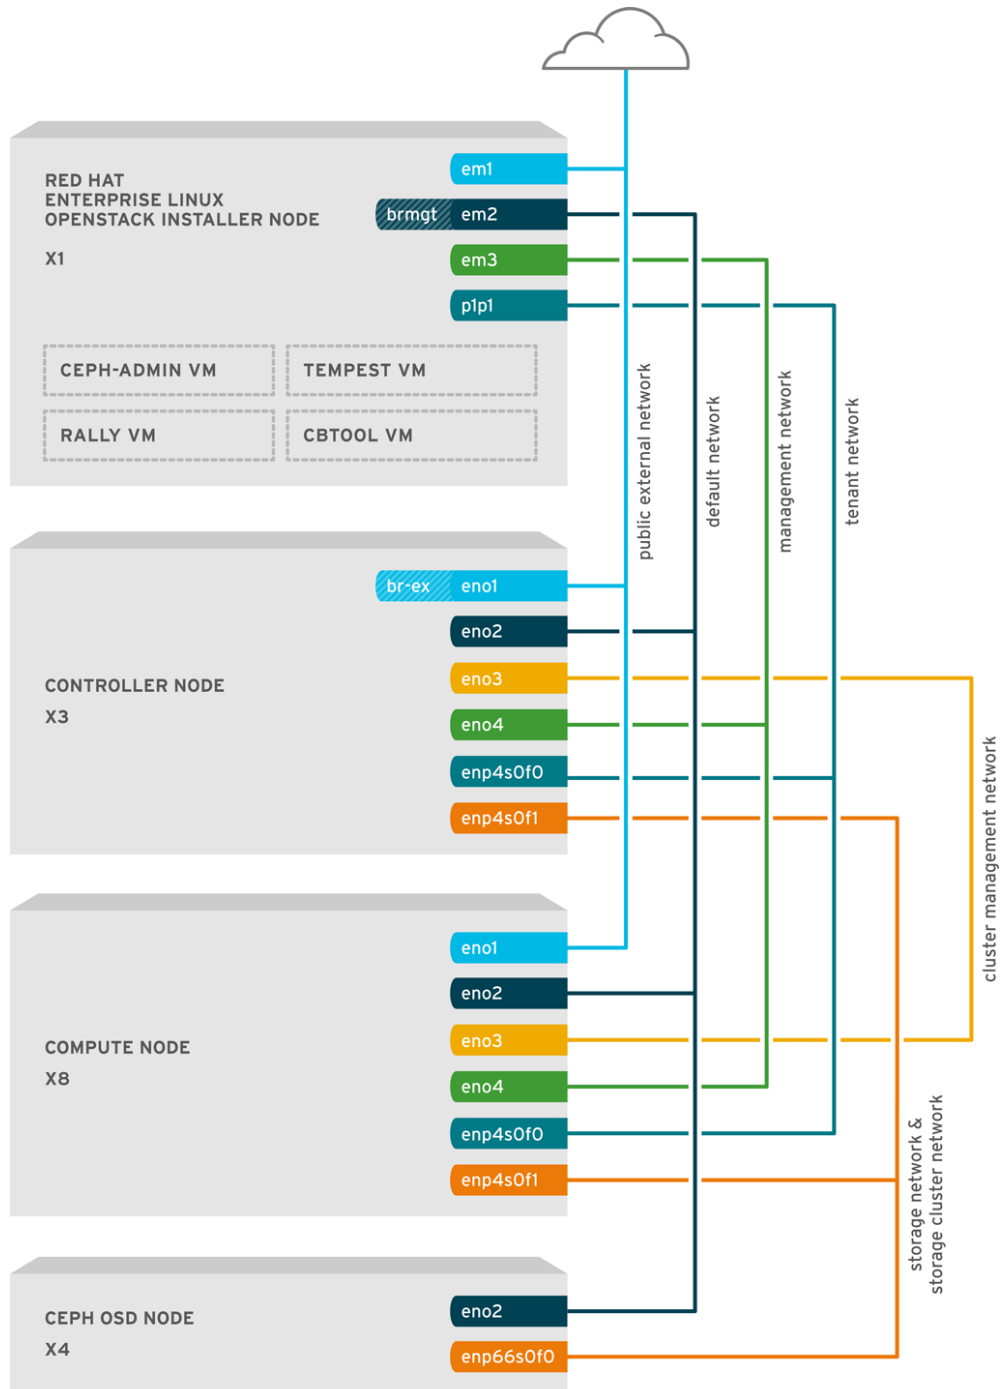 RED HAT
ENTERPRISE LINUX
OPENSTACK INSTALLER NODE
X1
em1
brmgt em2
em3
p1p1
CEPH-ADMIN VM
TEMPEST VM
RALLY VM
CBTOOL VM
public external network
default network
management network
tenant network
CONTROLLER NODE
X3
br-ex eno1
eno2
eno3
eno4
enp4s0f0
enp4s0f1
cluster management network
COMPUTE NODE
X8
eno1
eno2
eno3
eno4
enp4s0f0
enp4s0f1
storage network &
storage cluster network
CEPH OSD NODE
X4
eno2
enp66s0f0